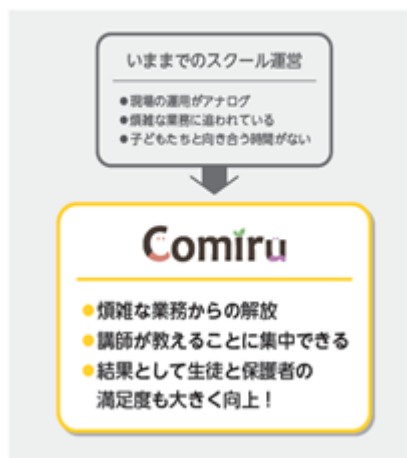 いままでのスクール運営
●現場の運用がアナログ
●煩雑な業務に追われている
●子どもたちと向き合う時間がない
Comiru
●煩雑な業務からの解放
●講師が教えることに集中できる
●結果として生徒と保護者の
満足度も大きく向上！